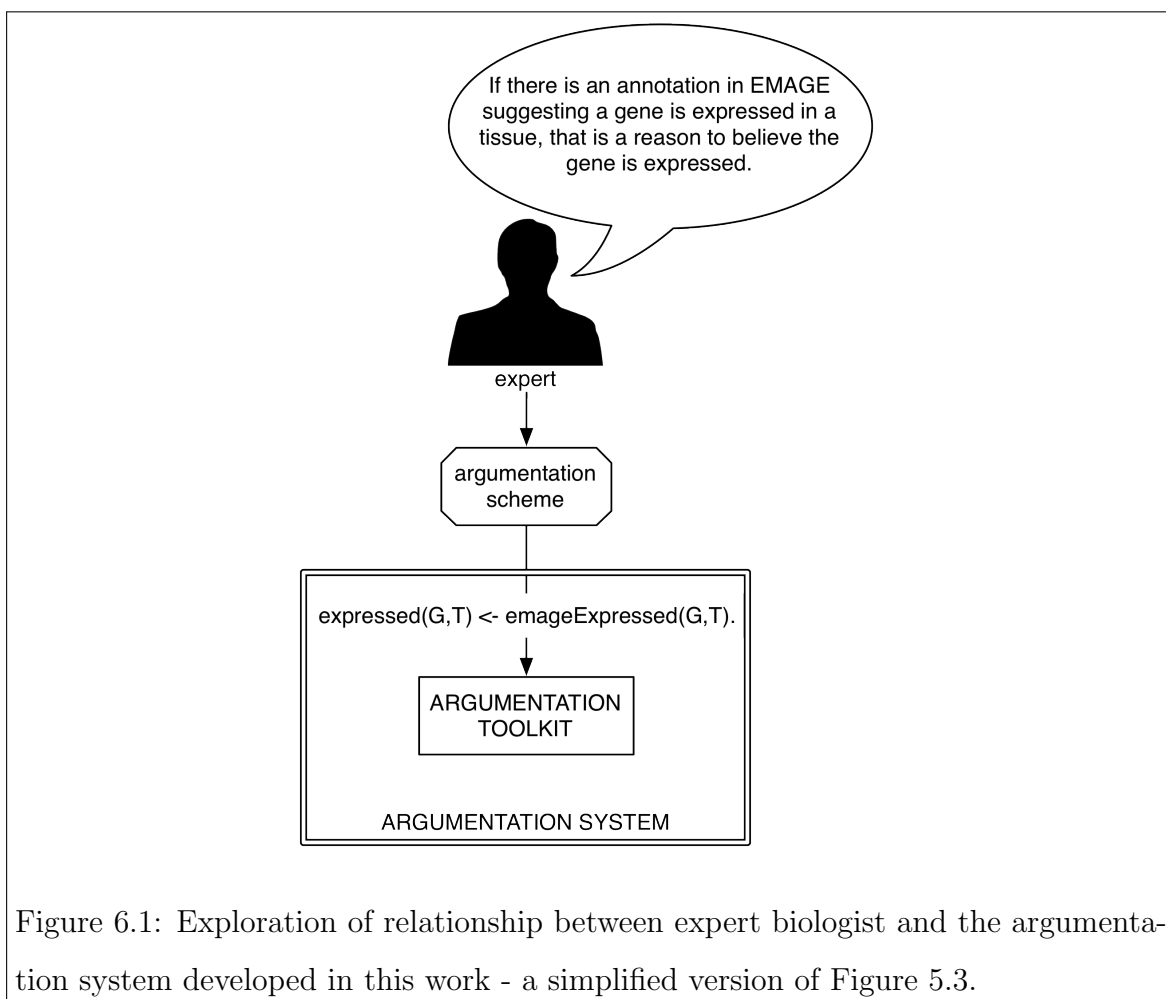 If there is an annotation in EMAGE
suggesting a gene is expressed in a
tissue, that is a reason to believe the
gene is expressed.
expert
argumentation
scheme
expressed(G,T) <- emageExpressed(G,T).
ARGUMENTATION
TOOLKIT
ARGUMENTATION SYSTEM
Figure 6.1: Exploration of relationship between expert biologist and the argumenta-
tion system developed in this work - a simplified version of Figure 5.3.